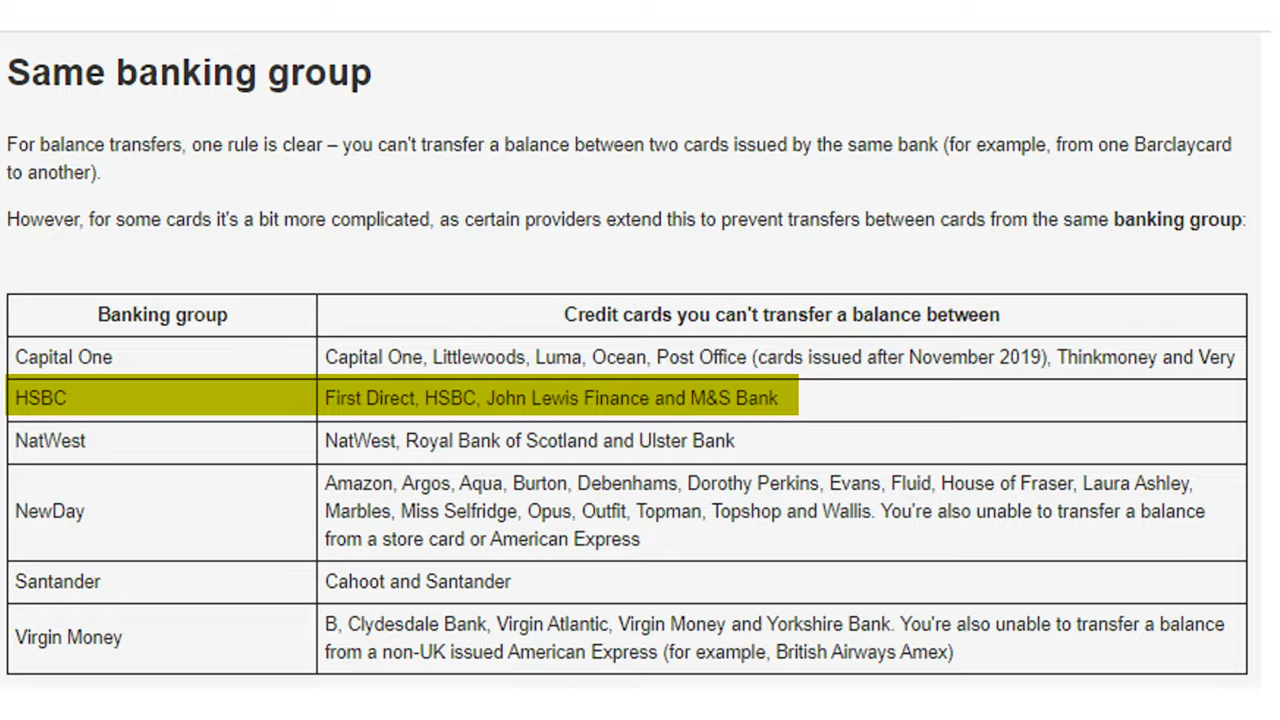 Same banking group
For balance transfers, one rule is clear – you can't transfer a balance between two cards issued by the same bank (for example, from one Barclaycard
to another).
However, for some cards it's a bit more complicated, as certain providers extend this to prevent transfers between cards from the same banking group:
Banking group Credit cards you can't transfer a balance between
Capital One Capital One, Littlewoods, Luma, Ocean, Post Office (cards issued after November 2019), Thinkmoney and Very
HSBC First Direct, HSBC, John Lewis Finance and M&S Bank
NatWest NatWest, Royal Bank of Scotland and Ulster Bank
NewDay
Amazon, Argos, Aqua, Burton, Debenhams, Dorothy Perkins, Evans, Fluid, House of Fraser, Laura Ashley,
Marbles, Miss Selfridge, Opus, Outfit, Topman, Topshop and Wallis. You're also unable to transfer a balance
from a store card or American Express
Santander Cahoot and Santander
Virgin Money
B, Clydesdale Bank, Virgin Atlantic, Virgin Money and Yorkshire Bank. You're also unable to transfer a balance
from a non-UK issued American Express (for example, British Airways Amex)